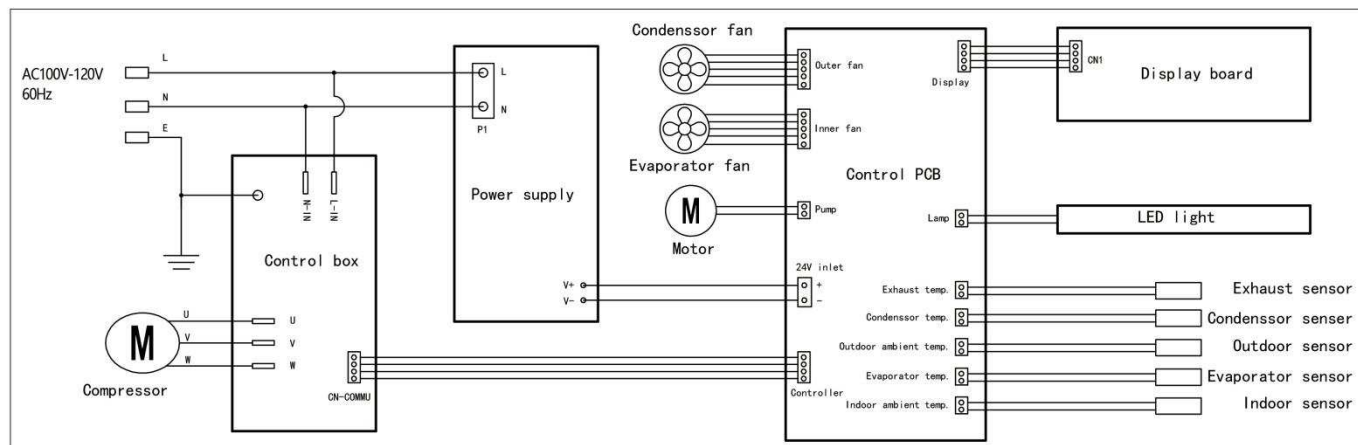 AC100V-120V
60Hz
L
N
E
N-IN
L-IN
Control box
U
V
W
U
V
W
M
Compressor
CN-COMMU
L
N
P1
Power supply
V+
V-
Condenssor fan
Evaporator fan
M
Motor
Outer fan
Inner fan
Pump
24V inlet
+
-
Controller
Control PCB
Display
Lamp
Exhaust temp.
Condenssor temp.
Outdoor ambient temp.
Evaporator temp.
Indoor ambient temp.
CN1
Display board
LED light
Exhaust sensor
Condenssor senser
Outdoor sensor
Evaporator sensor
Indoor sensor